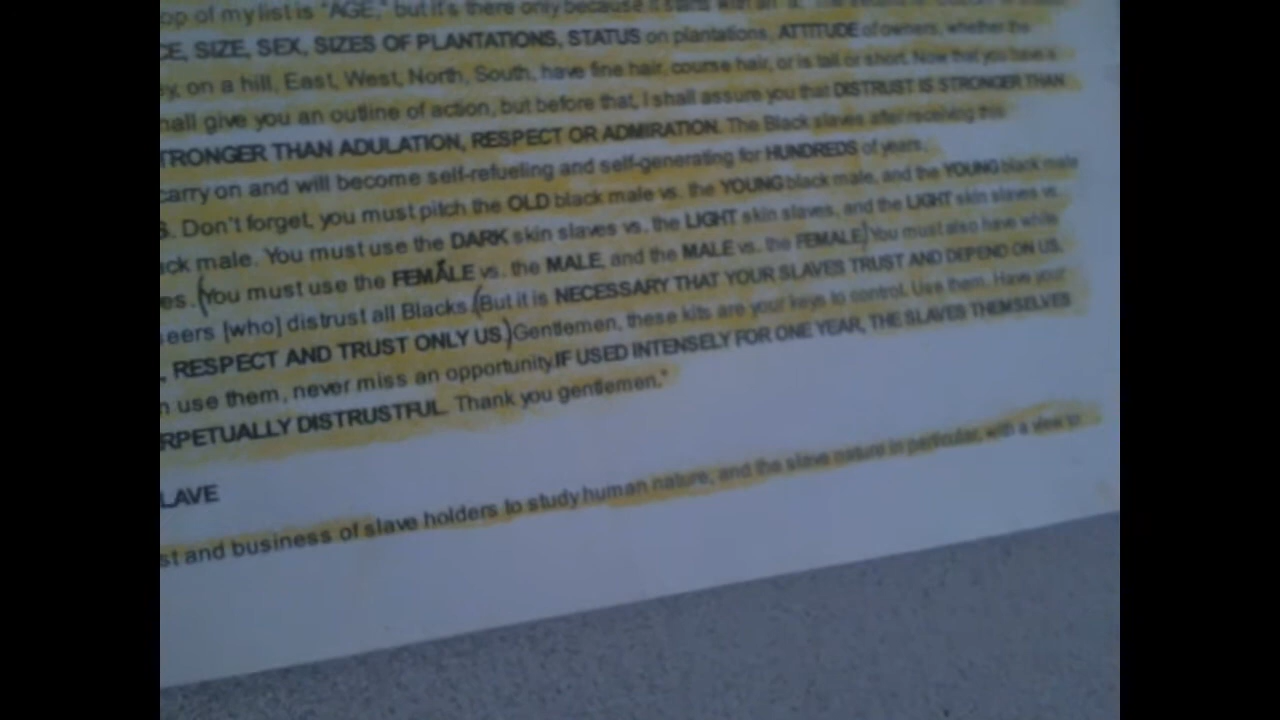 op of my list is "AGE," but it's there only because it starts with an "A." The second is
CE, SIZE, SEX, SIZES OF PLANTATIONS, STATUS on plantations, ATTITUDE of owners, whether the
ey, on a hill, East, West, North, South, have fine hair, course hair, or is tall or short. Now that you have a
hall give you an outline of action, but before that, I shall assure you that DISTRUST IS STRONGER THAN
TRONGER THAN ADULATION, RESPECT OR ADMIRATION. The Black slaves after receiving this
carry on and will become self-refueling and self-generating for HUNDREDS of years,
S. Don't forget, you must pitch the OLD black male vs. the YOUNG black male, and the YOUNG black male
ack male. You must use the DARK skin slaves vs. the LIGHT skin slaves, and the LIGHT skin slaves vs.
es. (You must use the FEMALE vs. the MALE, and the MALE vs. the FEMALE) You must also have white
seers [who] distrust all Blacks. (But it is NECESSARY THAT YOUR SLAVES TRUST AND DEPEND ON US.
, RESPECT AND TRUST ONLY US.) Gentlemen, these kits are your keys to control. Use them. Have your
n use them, never miss an opportunity. IF USED INTENSELY FOR ONE YEAR, THE SLAVES THEMSELVES
RPETUALLY DISTRUSTFUL. Thank you gentlemen."
LAVE
st and business of slave holders to study human nature, and the slave nature in particular, with a view to